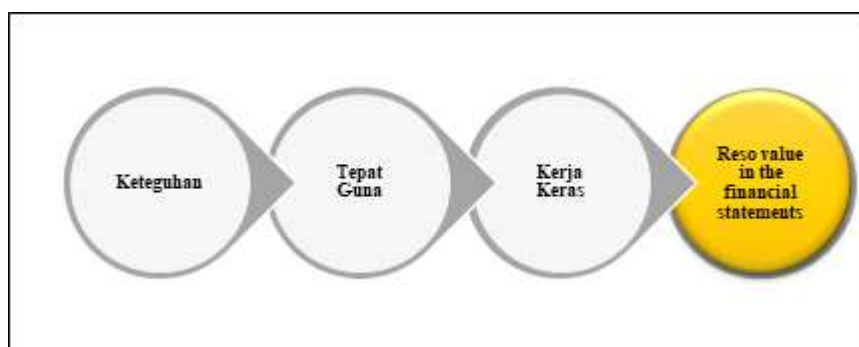 Keteguhan
Tepat
Guna
Kerja
Keras
Reso value
in the
financial
statements